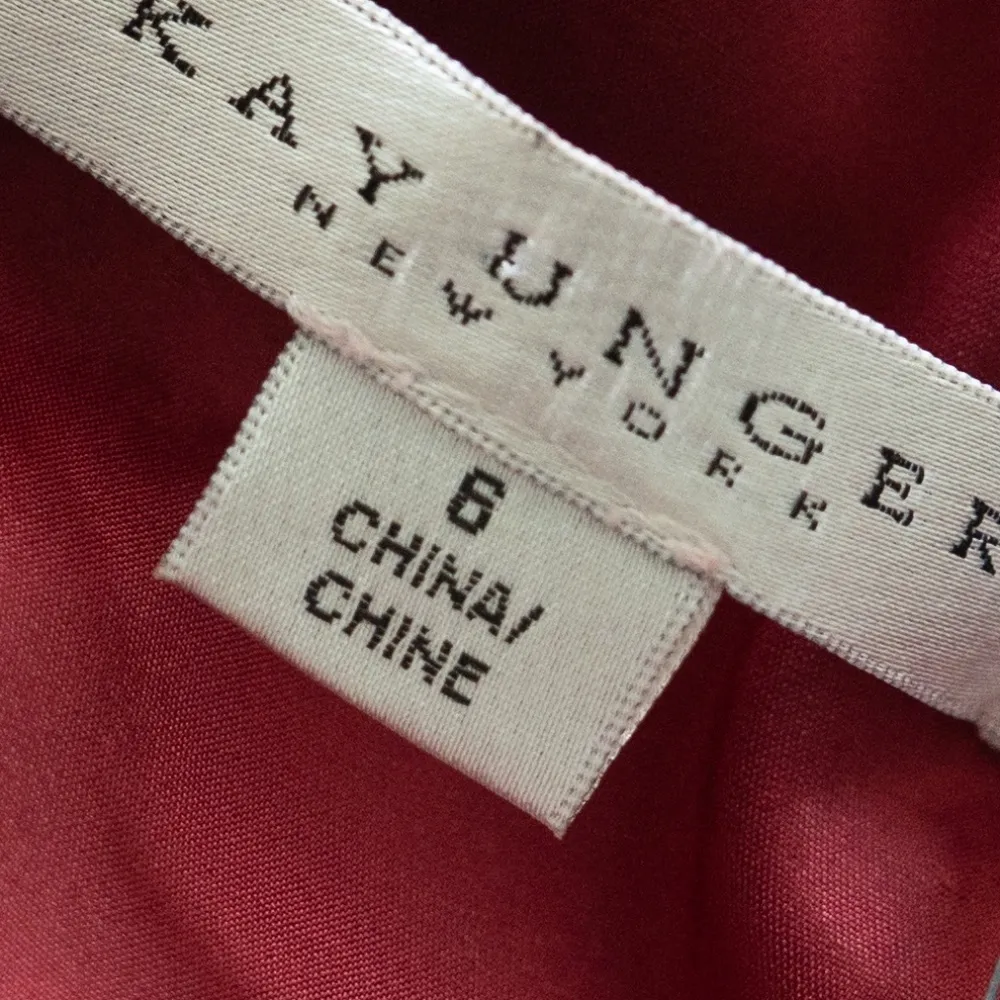 KAY UNGER
NEW YORK
6
CHINA/
CHINE